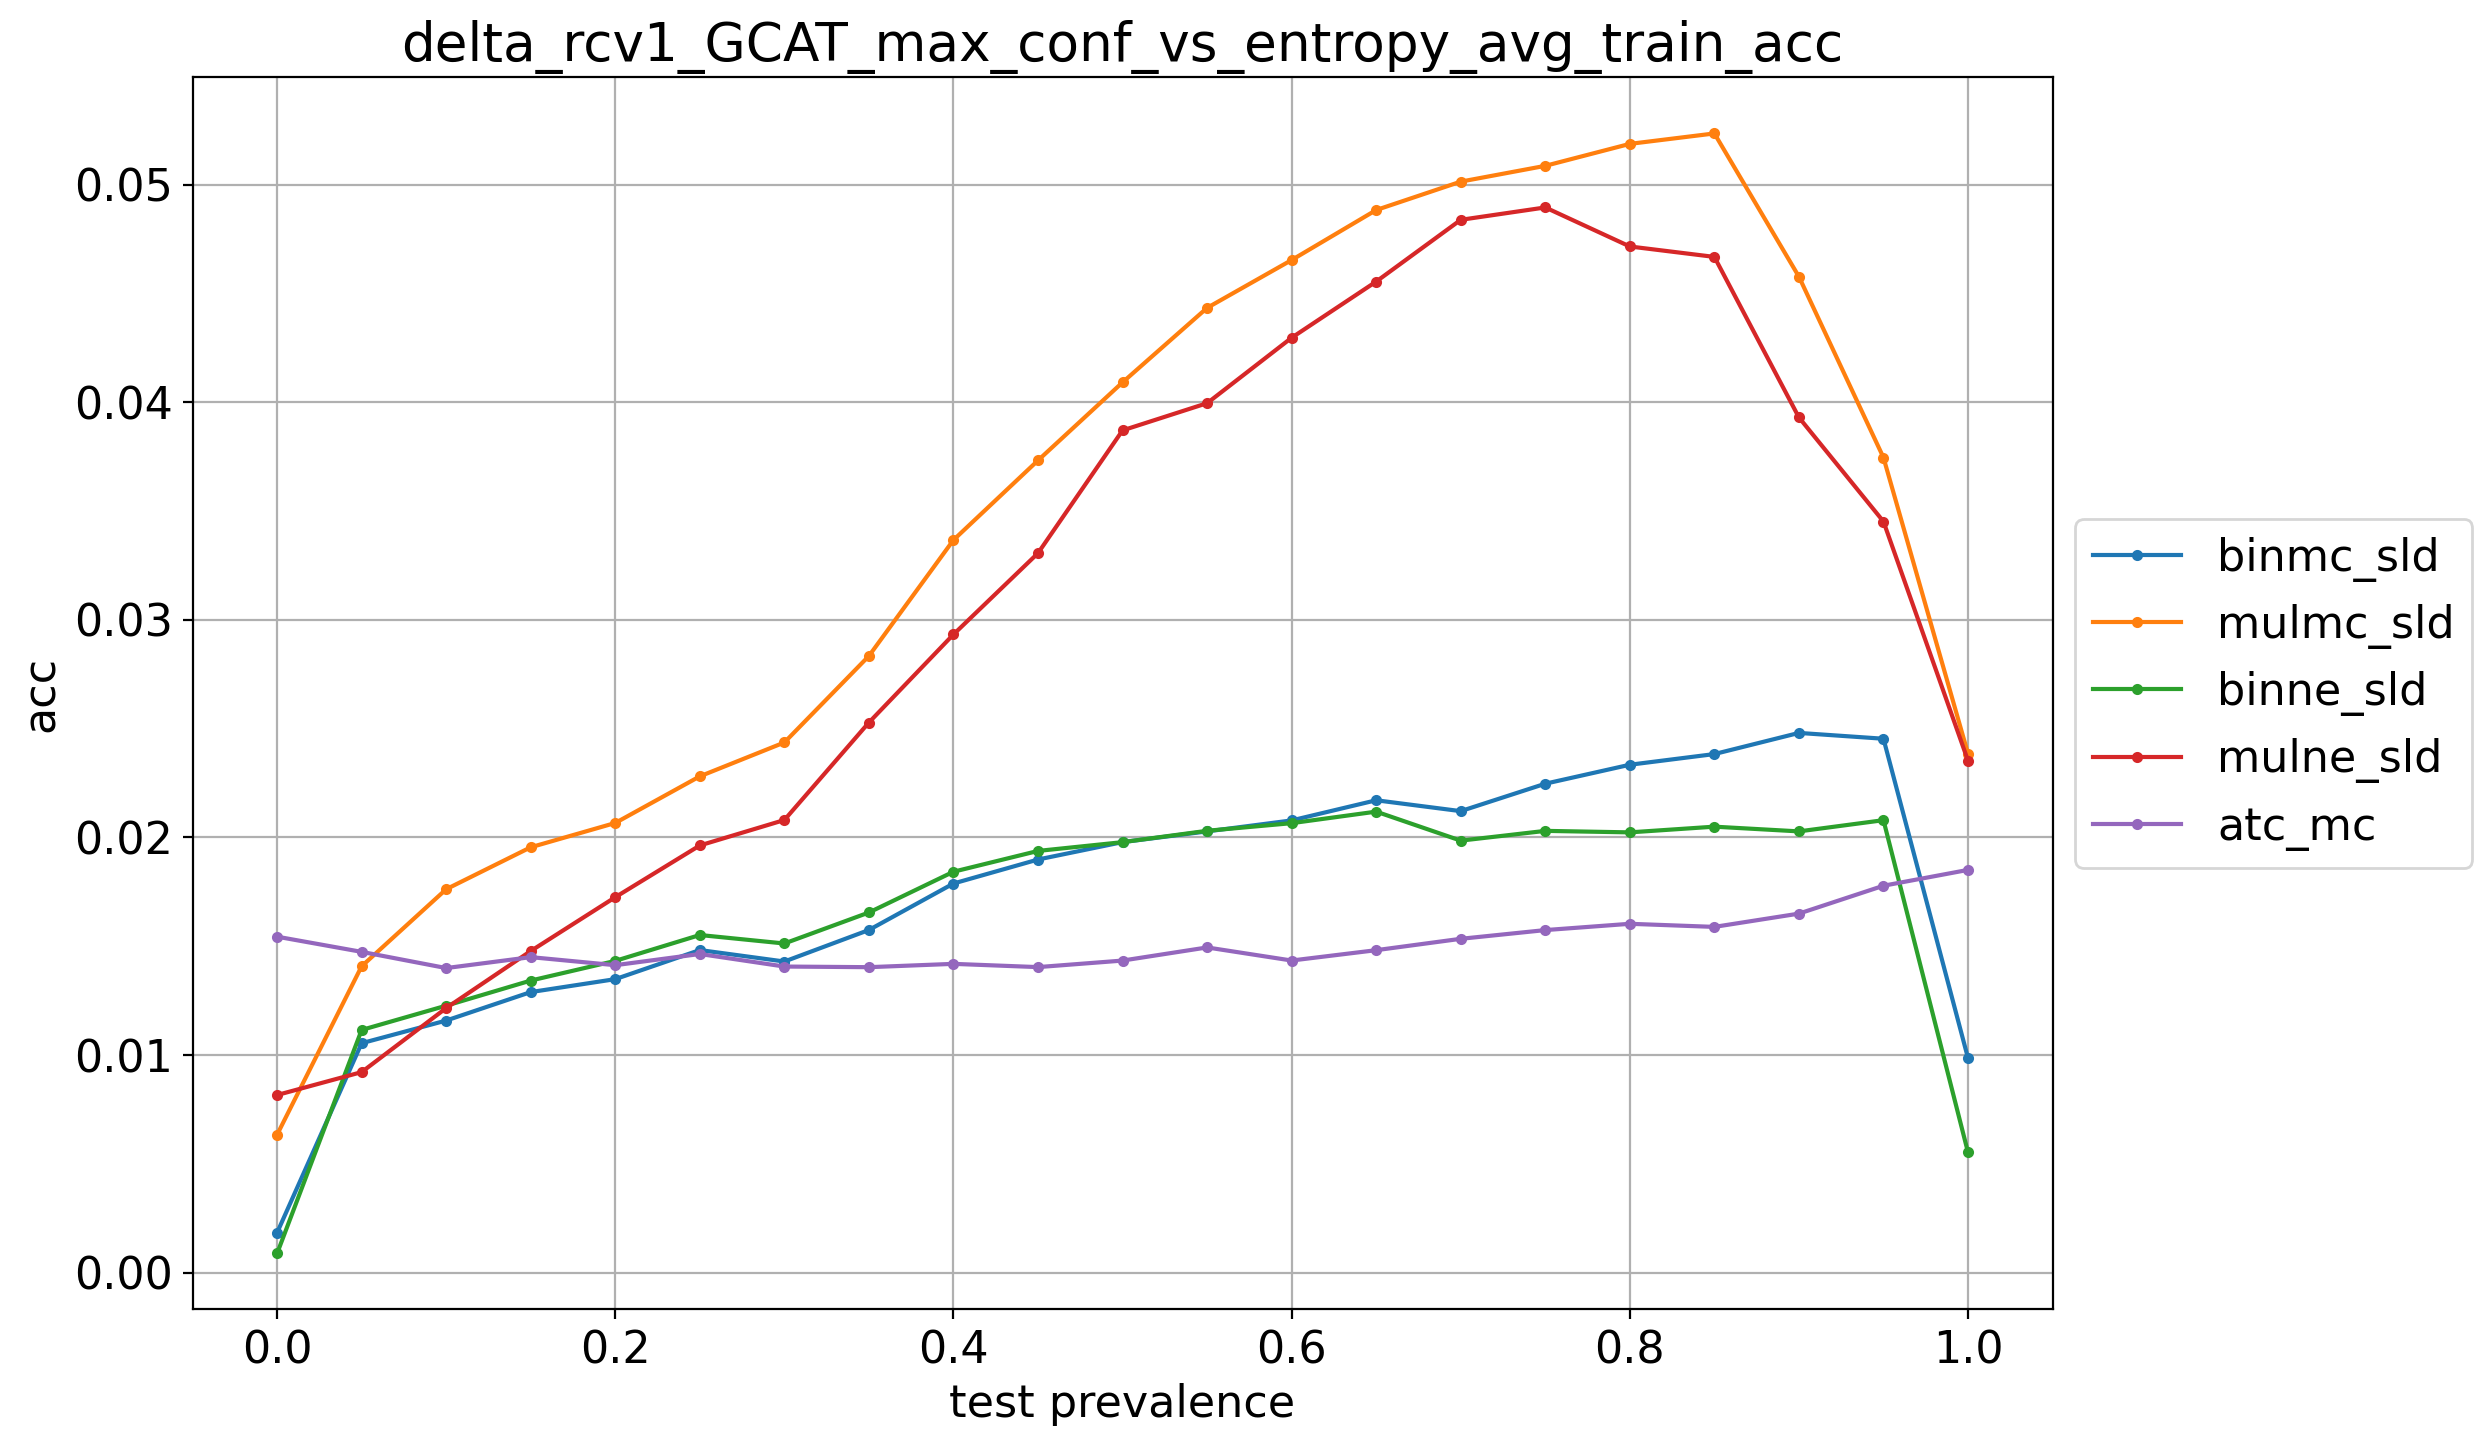 delta_rcv1_GCAT_max_conf_vs_entropy_avg_train_acc
0.05
0.04
0.03
0.02
0.01
0.00
acc
0.0 0.2 0.4 0.6 0.8 1.0
test prevalence
binmc_sld
mulmc_sld
binne_sld
mulne_sld
atc_mc